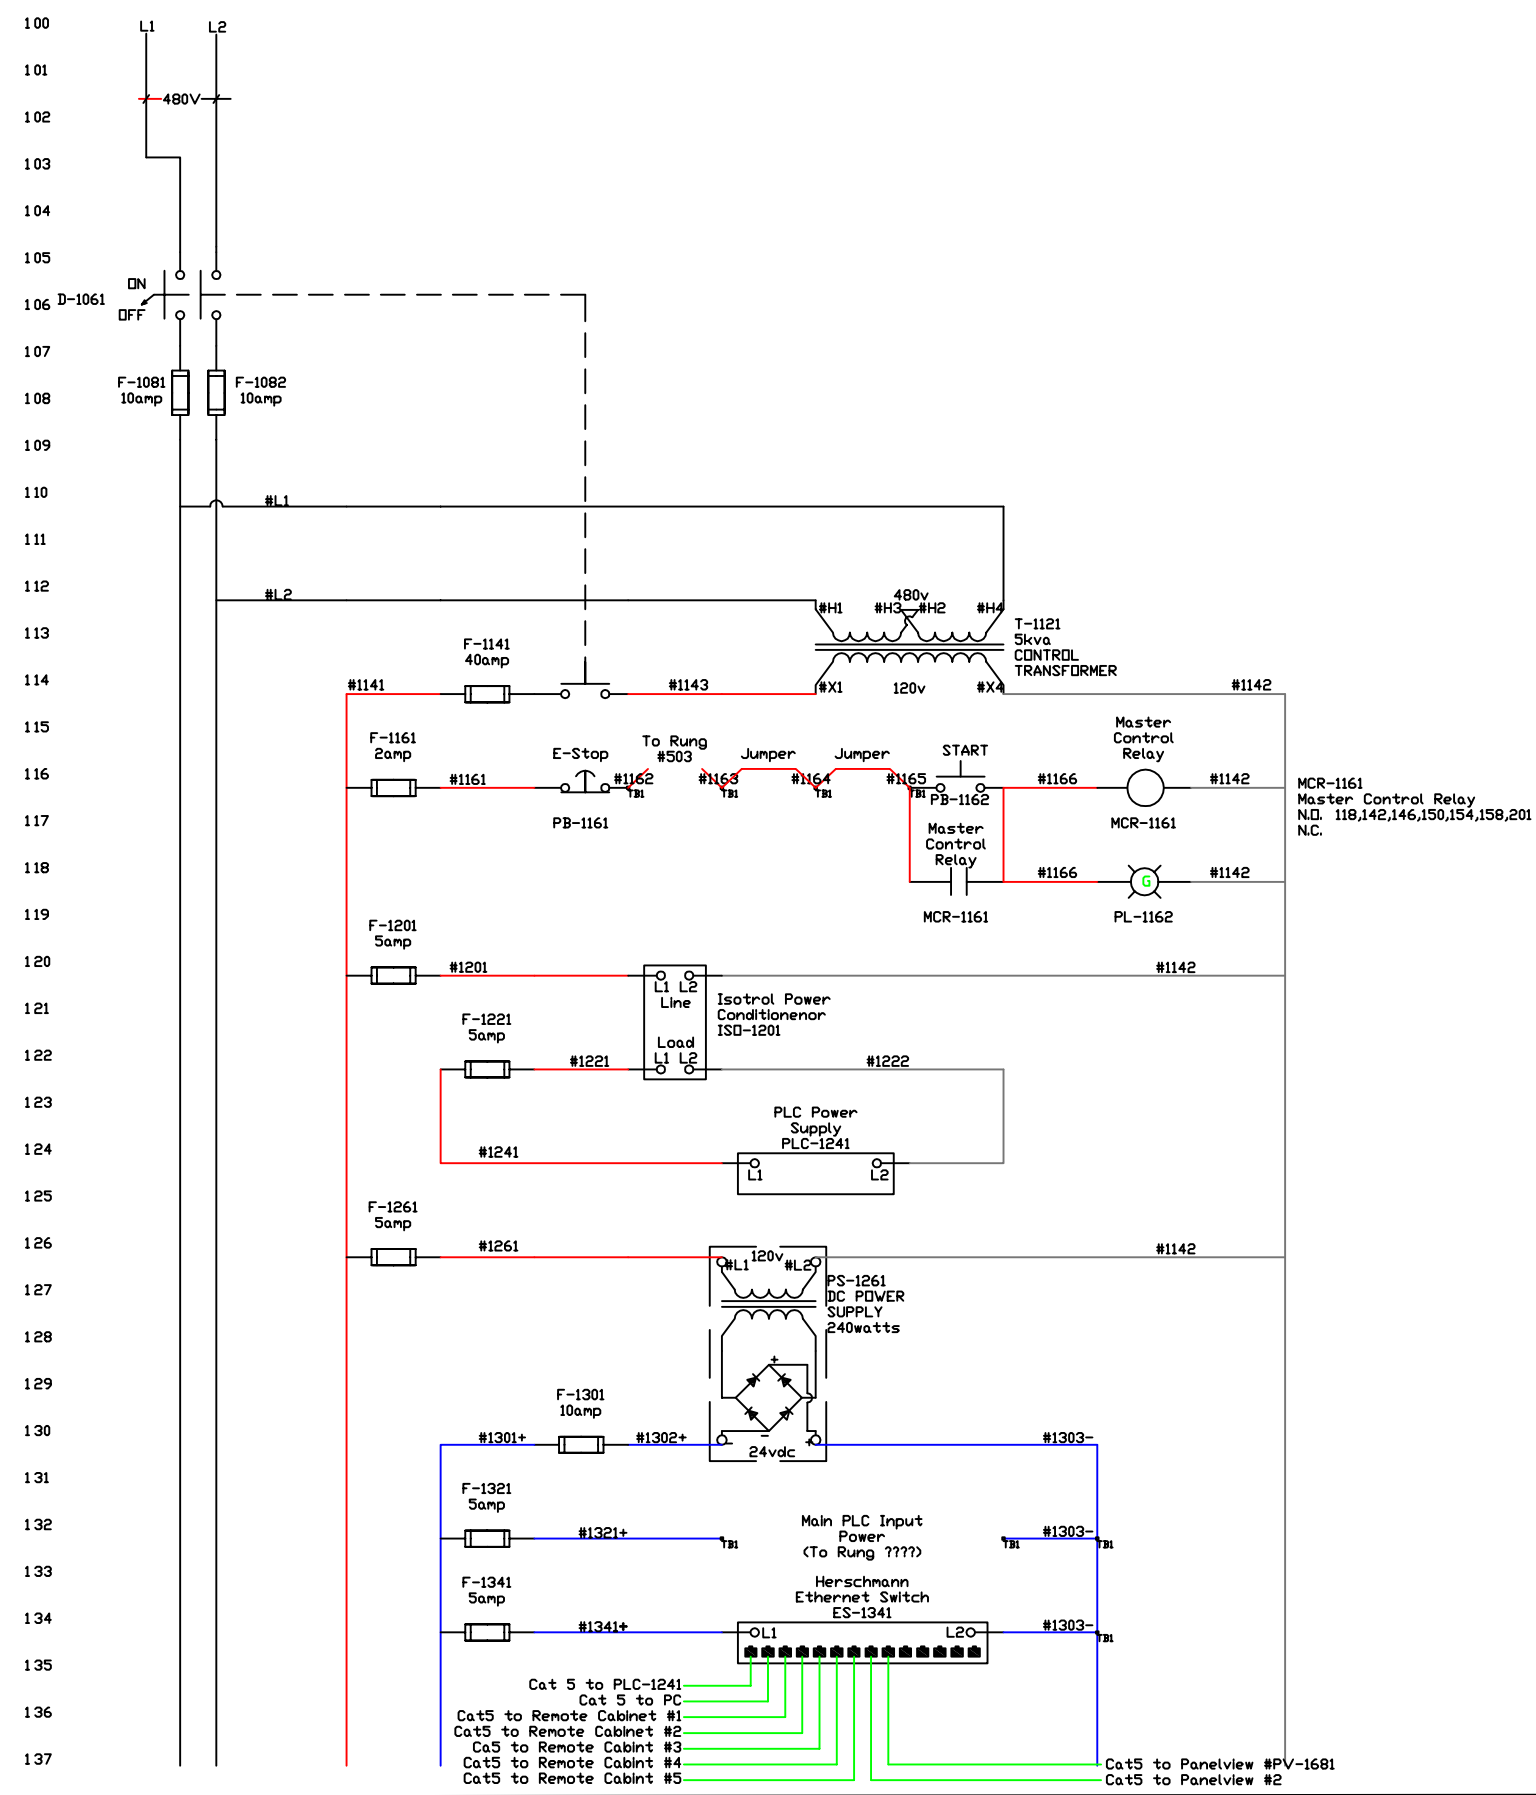 100
L1 L2
101
480V
102
103
104
105
ON
106 D-1061
OFF
107
F-1081 F-1082
10amp 10amp
108
109
110
#L1
111
112
#L2 480v
#H1 #H3 #H2 #H4
113
T-1121
5kva
CONTROL
TRANSFORMER
F-1141
40amp
114
#1141 #1143 #X1 120v #X4 #1142
115
F-1161
2amp
E-Stop
To Rung
#503
Jumper Jumper
START
Master
Control
Relay
116
#1161 #1162 #1163 #1164 #1165 #1166 #1142
TB1 TB1 TB1 TB1 PB-1162
MCR-1161
Master Control Relay
N.O. 118,142,146,150,154,158,201
N.C.
117
PB-1161 MCR-1161
Master
Control
Relay
118
#1166 #1142
G
119
MCR-1161 PL-1162
F-1201
5amp
120
#1201 #1142
L1 L2
Line
121
Isotrol Power
Conditionenor
ISO-1201
F-1221
5amp
Load
122
L1 L2
#1221 #1222
123
PLC Power
Supply
PLC-1241
124
#1241
L1 L2
125
F-1261
5amp
126
#1261 120v #1142
#L1 #L2
127
PS-1261
DC POWER
SUPPLY
240watts
128
+
129
F-1301
10amp
130
#1301+ #1302+ - - + #1303-
24vdc
131
F-1321
5amp
132
#1321+ TB1
Main PLC Input
Power
(To Rung ????)
#1303-
TB1 TB1
133
F-1341
5amp
Herschmann
Ethernet Switch
ES-1341
134
#1341+ L1 L2 #1303-
TB1
135
Cat 5 to PLC-1241
Cat 5 to PC
136
Cat5 to Remote Cabinet #1
Cat5 to Remote Cabinet #2
Ca5 to Remote Cabint #3
137
Cat5 to Remote Cabint #4
Cat5 to Remote Cabint #5
Cat5 to Panelview #PV-1681
Cat5 to Panelview #2